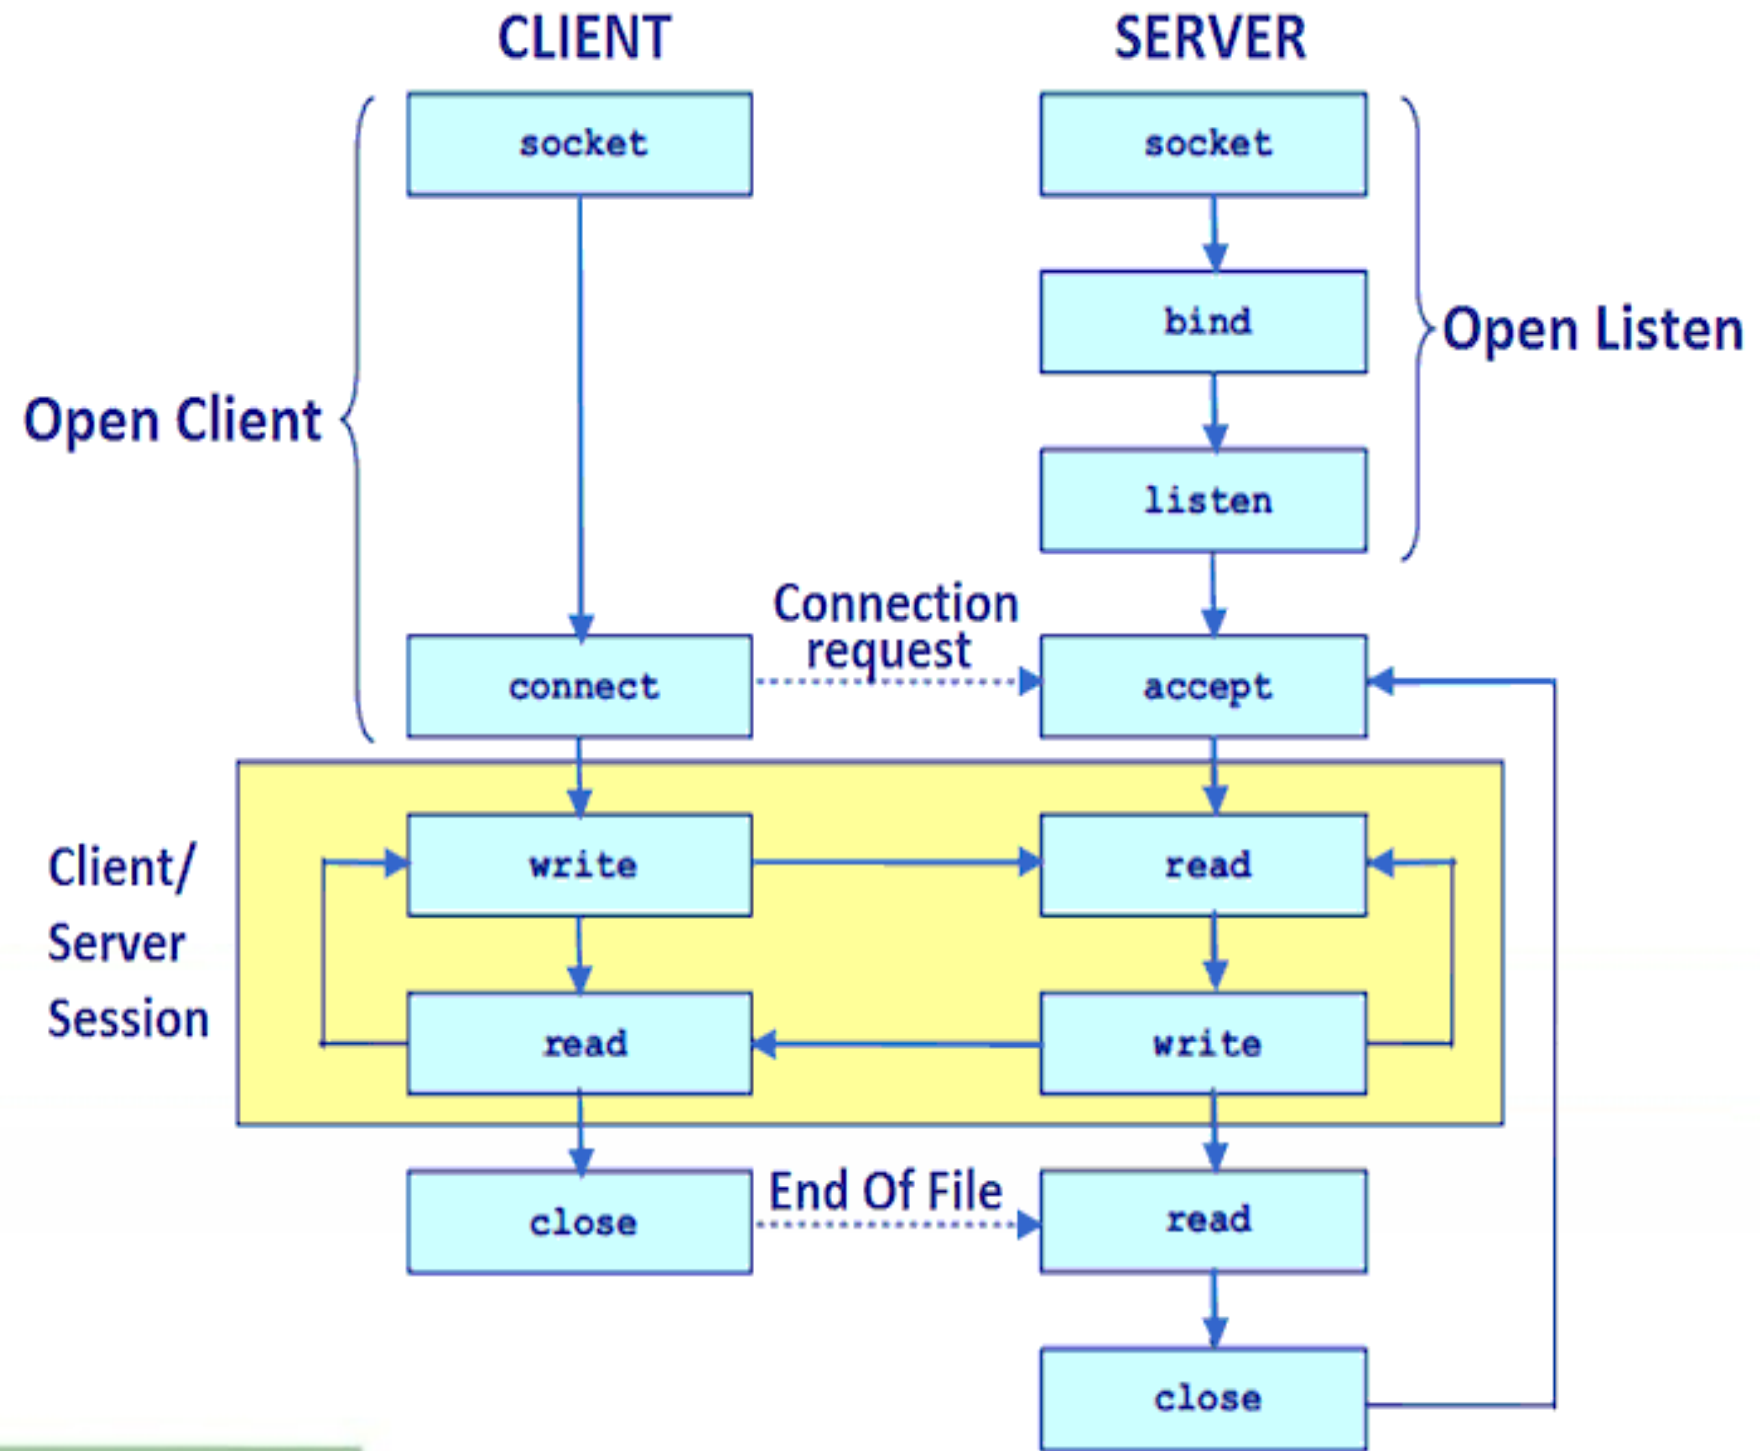 CLIENT
SERVER
socket
socket
bind
Open Listen
Open Client
listen
Connection
request
connect
accept
Client/
Server
Session
write
read
read
write
End Of File
close
read
close